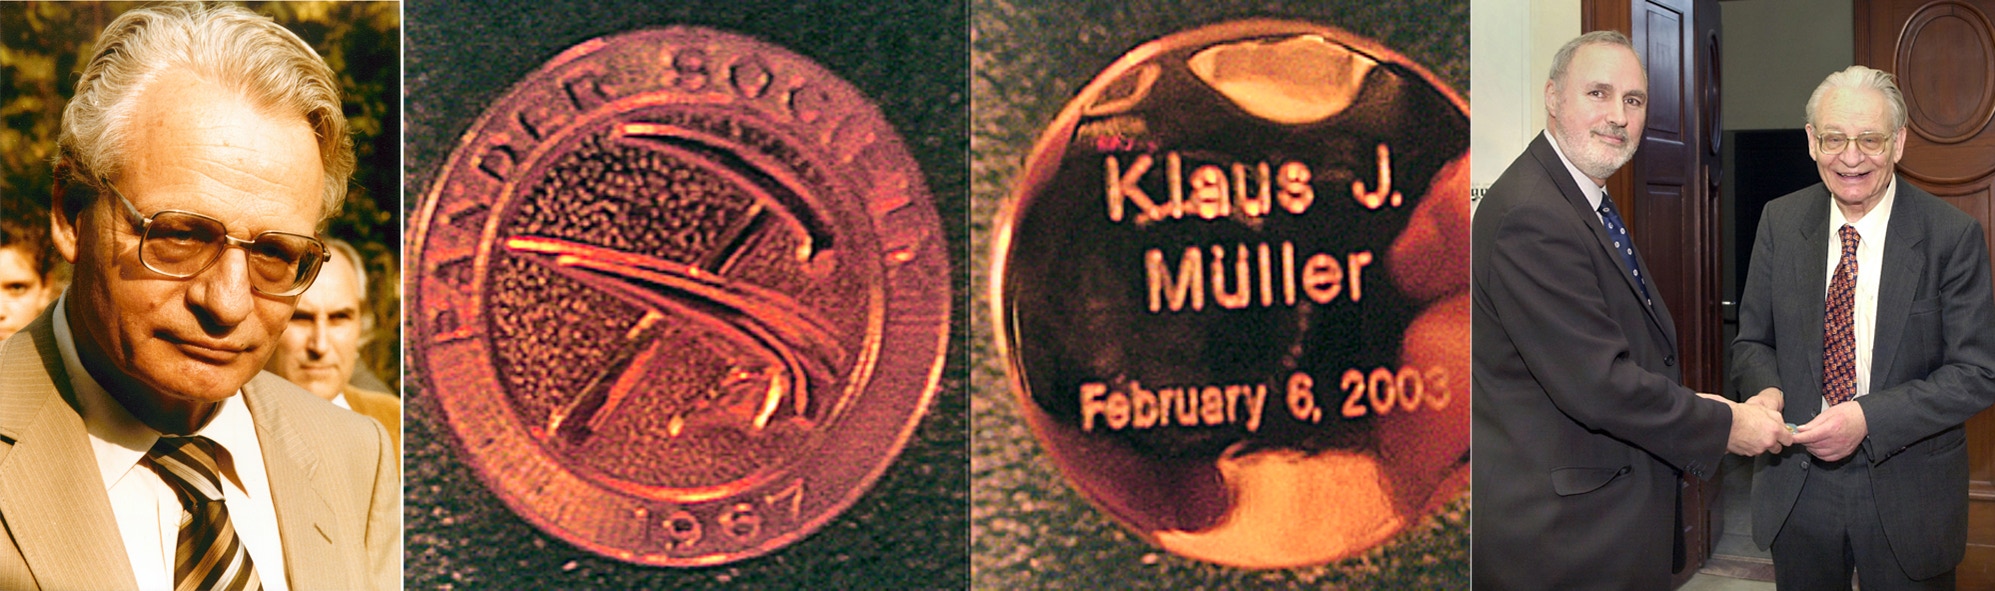 PANDER SOCIETY
1967
Klaus J.
Müller
February 6, 2003